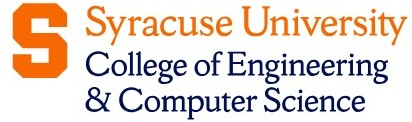 S
Syracuse University
College of Engineering
& Computer Science